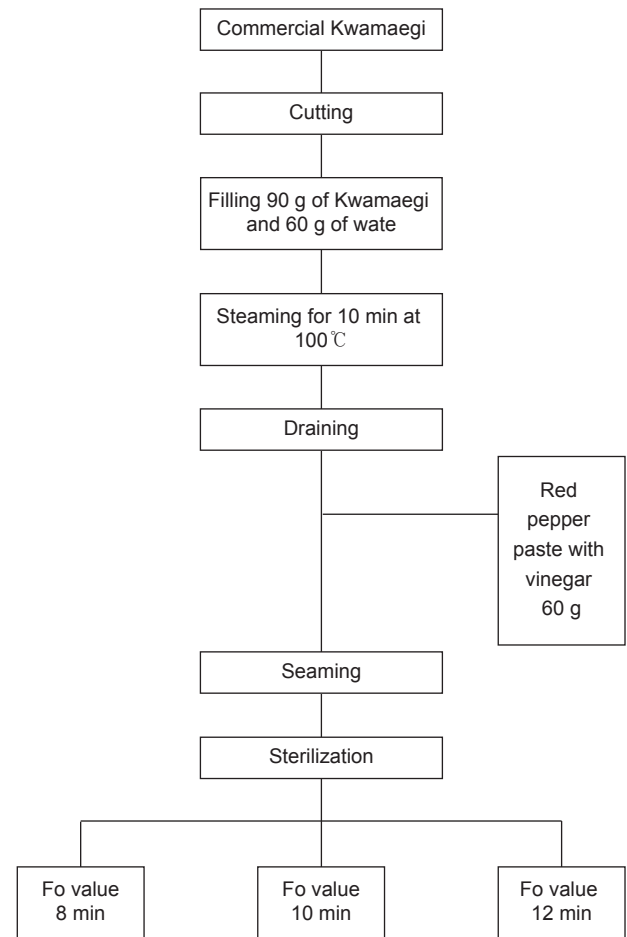 Commercial Kwamaegi
Cutting
Filling 90 g of Kwamaegi
and 60 g of wate
Steaming for 10 min at
100℃
Draining
Red
pepper
paste with
vinegar
60 g
Seaming
Sterilization
Fo value
8 min
Fo value
10 min
Fo value
12 min